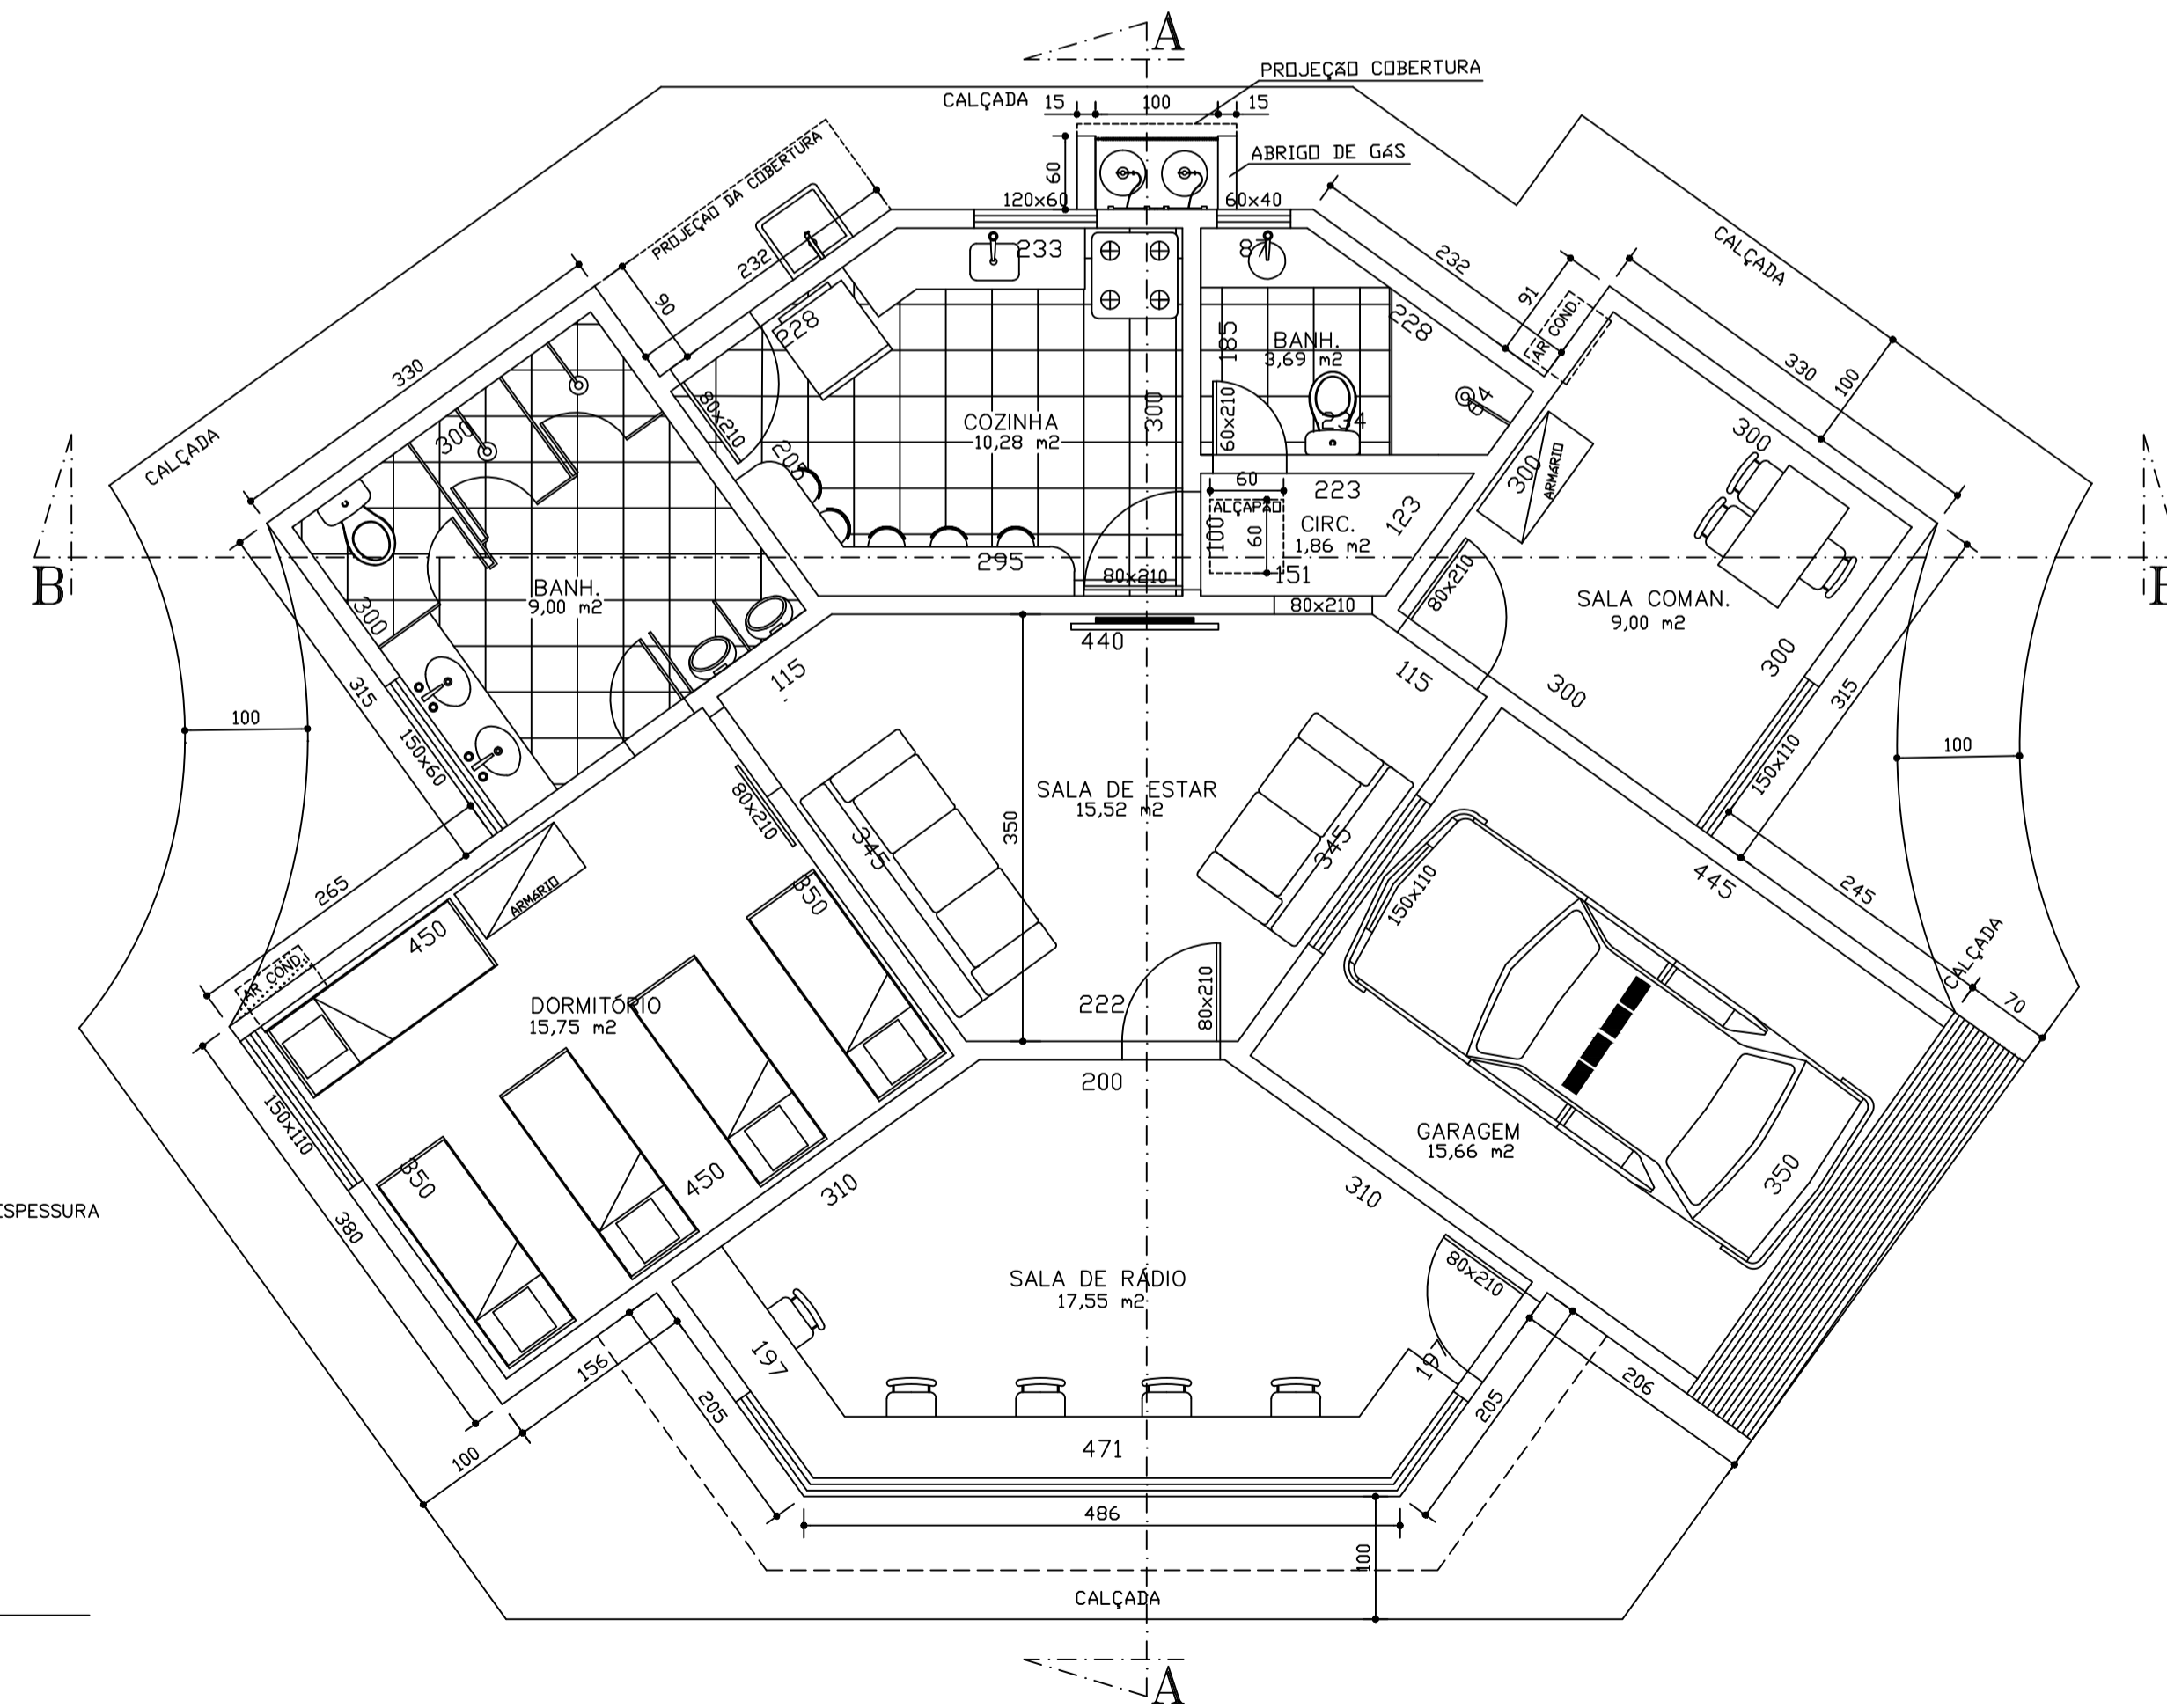 A
PROJEÇÃO COBERTURA
CALÇADA
15
100
15
ABRIGO DE GÁS
60
120x60
60x40
PROJEÇÃO DA COBERTURA
232
90
330
CALÇADA
233
87
232
91
AR COND.
CALÇADA
330
100
228
BANH.
3,69 m2
185
228
64
234
60x210
COZINHA
10,28 m2
300
80x210
205
300
300
ARMÁRIO
300
60
223
ALÇAPÃO
100
60
CIRC.
1,86 m2
123
151
295
80x210
80x210
80x210
B
B
BANH.
9,00 m2
300
SALA COMAN.
9,00 m2
300
300
315
150x110
440
115
115
315
150x60
100
100
SALA DE ESTAR
15,52 m2
350
345
345
80x210
265
ARMÁRIO
450
350
AR COND.
DORMITÓRIO
15,75 m2
150x110
445
245
CALÇADA
70
222
80x210
200
GARAGEM
15,66 m2
350
150x110
350
450
380
310
310
ESPESSURA
SALA DE RÁDIO
17,55 m2
80x210
197
197
156
205
205
206
100
471
486
100
CALÇADA
A